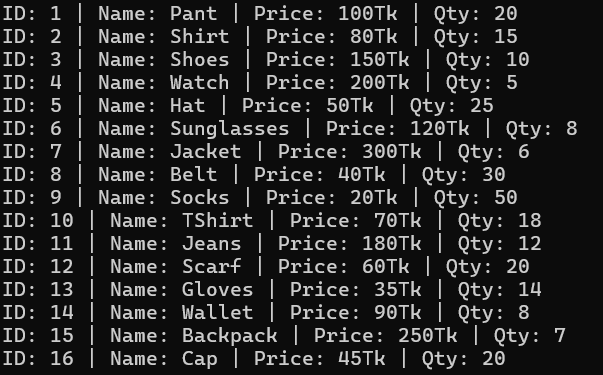 ID: 1 | Name: Pant | Price: 100Tk | Qty: 20
ID: 2 | Name: Shirt | Price: 80Tk | Qty: 15
ID: 3 | Name: Shoes | Price: 150Tk | Qty: 10
ID: 4 | Name: Watch | Price: 200Tk | Qty: 5
ID: 5 | Name: Hat | Price: 50Tk | Qty: 25
ID: 6 | Name: Sunglasses | Price: 120Tk | Qty: 8
ID: 7 | Name: Jacket | Price: 300Tk | Qty: 6
ID: 8 | Name: Belt | Price: 40Tk | Qty: 30
ID: 9 | Name: Socks | Price: 20Tk | Qty: 50
ID: 10 | Name: TShirt | Price: 70Tk | Qty: 18
ID: 11 | Name: Jeans | Price: 180Tk | Qty: 12
ID: 12 | Name: Scarf | Price: 60Tk | Qty: 20
ID: 13 | Name: Gloves | Price: 35Tk | Qty: 14
ID: 14 | Name: Wallet | Price: 90Tk | Qty: 8
ID: 15 | Name: Backpack | Price: 250Tk | Qty: 7
ID: 16 | Name: Cap | Price: 45Tk | Qty: 20